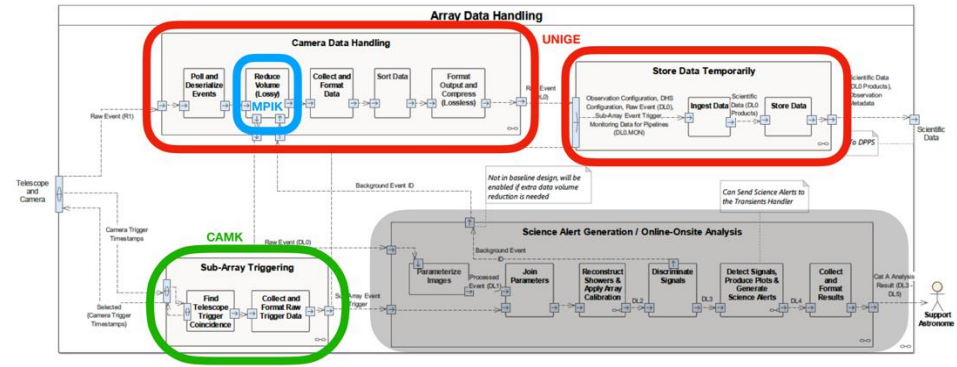 Array Data Handling
UNIGE
Camera Data Handling
Poll and
Deserialize
Events
Reduce
Volume
(Lossy)
MPIK
Collect and
Format
Data
Sort Data
Format
Output and
Compress
(Lossless)
Raw Event (R1)
Store Data Temporarily
Observation Configuration, DHS
Configuration, Raw Event (DL0),
Sub-Array Event Trigger,
Monitoring Data for Pipelines
(DL0.MON)
Ingest Data
Scientific
Data (DL0
Products)
Store Data
Scientific Data
(DL0 Products),
Observation
Metadata
Scientific
Data
To DPPS
Telescope
and
Camera
Camera Trigger
Timestamps
Selected
(Camera Trigger
Timestamps)
Background Event ID
Not in baseline design, will be
enabled if extra data volume
reduction is needed
Can Send Science Alerts to
the Transients Handler
CAMK
Sub-Array Triggering
Find
Telescope
Trigger
Coincidence
Collect and
Format Raw
Trigger Data
Raw Event (DL0)
Sub-Array Event
Trigger
Science Alert Generation / Online-Onsite Analysis
Background Event
ID
Parameterize
Images
Processed
Event (DL1)
Join
Parameters
Reconstruct
Showers &
Apply Array
Calibration
DL2
Discriminate
Signals
DL3
Detect Signals,
Produce Plots &
Generate
Science Alerts
DL4
Collect
and
Format
Results
Cat A Analysis
Result (DL3 -
DL5)
Support
Astronome